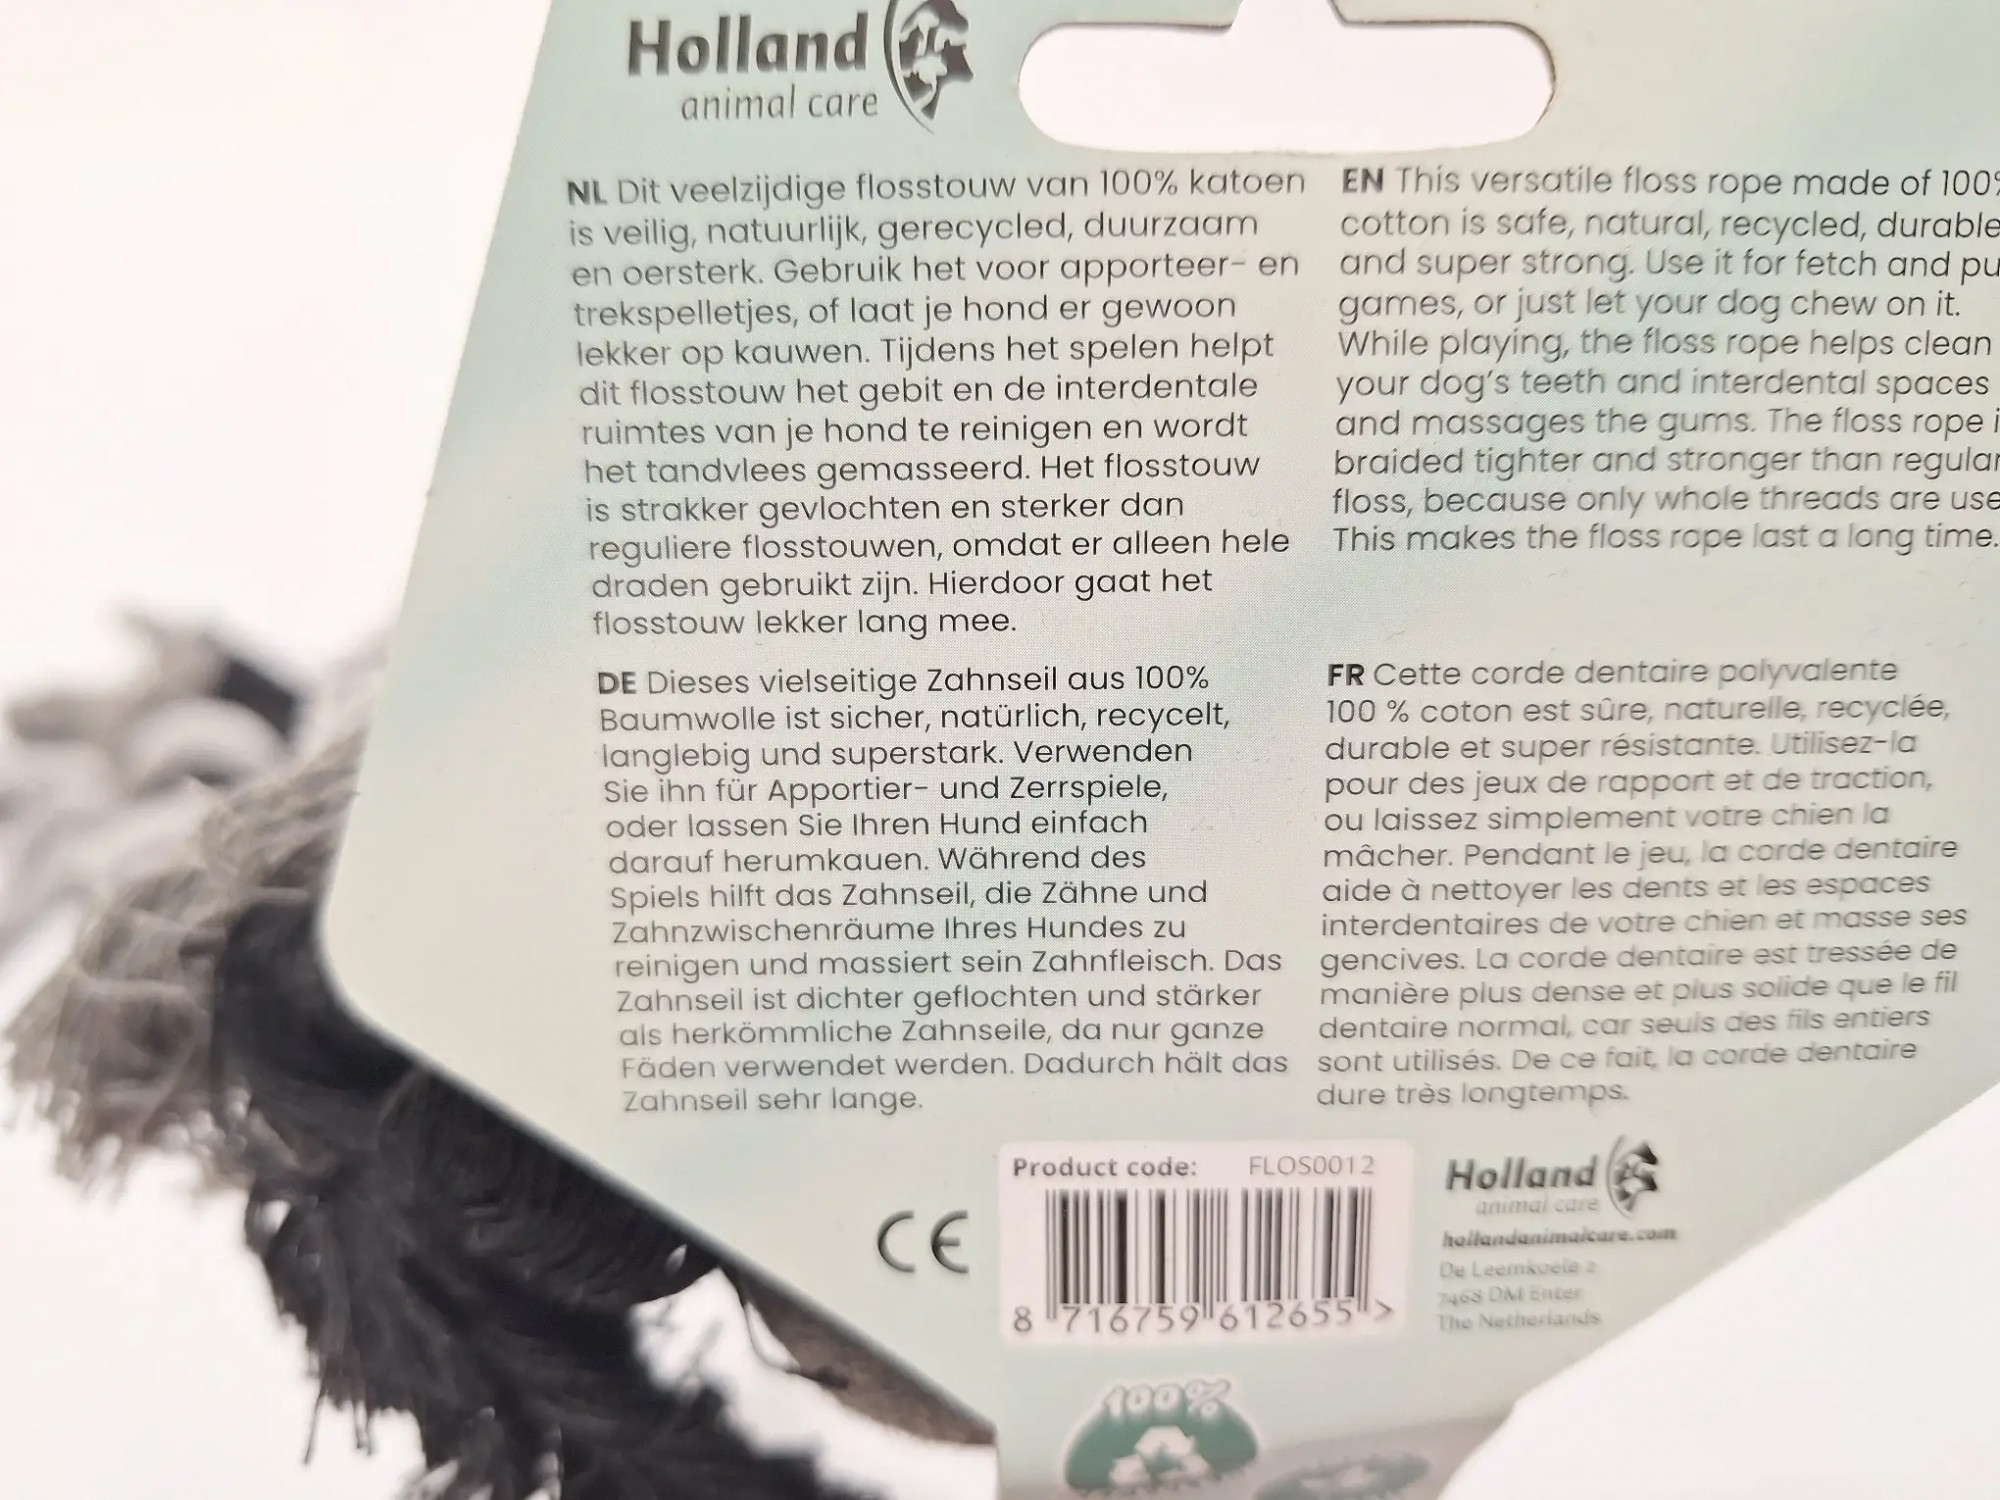 Holland
animal care
NL Dit veelzijdige flosstouw van 100% katoen
is veilig, natuurlijk, gerecycled, duurzaam
en oersterk. Gebruik het voor apporteer- en
trekspelletjes, of laat je hond er gewoon
lekker op kauwen. Tijdens het spelen helpt
dit flosstouw het gebit en de interdentale
ruimtes van je hond te reinigen en wordt
het tandvlees gemasseerd. Het flosstouw
is strakker gevlochten en sterker dan
reguliere flosstouwen, omdat er alleen hele
draden gebruikt zijn. Hierdoor gaat het
flosstouw lekker lang mee.
EN This versatile floss rope made of 100%
cotton is safe, natural, recycled, durable
and super strong. Use it for fetch and pu
games, or just let your dog chew on it.
While playing, the floss rope helps clean
your dog's teeth and interdental spaces
and massages the gums. The floss rope i
braided tighter and stronger than regular
floss, because only whole threads are use
This makes the floss rope last a long time.
DE Dieses vielseitige Zahnseil aus 100%
Baumwolle ist sicher, natürlich, recycelt,
langlebig und superstark. Verwenden
Sie ihn für Apportier- und Zerrspiele,
oder lassen Sie Ihren Hund einfach
darauf herumkauen. Während des
Spiels hilft das Zahnseil, die Zähne und
Zahnzwischenräume Ihres Hundes zu
reinigen und massiert sein Zahnfleisch. Das
Zahnseil ist dichter geflochten und stärker
als herkömmliche Zahnseile, da nur ganze
Fäden verwendet werden. Dadurch hält das
Zahnseil sehr lange.
FR Cette corde dentaire polyvalente
100 % coton est sûre, naturelle, recyclée,
durable et super résistante. Utilisez-la
pour des jeux de rapport et de traction,
ou laissez simplement votre chien la
mâcher. Pendant le jeu, la corde dentaire
aide à nettoyer les dents et les espaces
interdentaires de votre chien et masse ses
gencives. La corde dentaire est tressée de
manière plus dense et plus solide que le fil
dentaire normal, car seuls des fils entiers
sont utilisés. De ce fait, la corde dentaire
dure très longtemps.
CE
Product code: FLOS0012
8 716759 612655 >
Holland
animal care
hollandanimalcare.com
De Leemkoele 2
7468 DM Enter
The Netherlands
100%